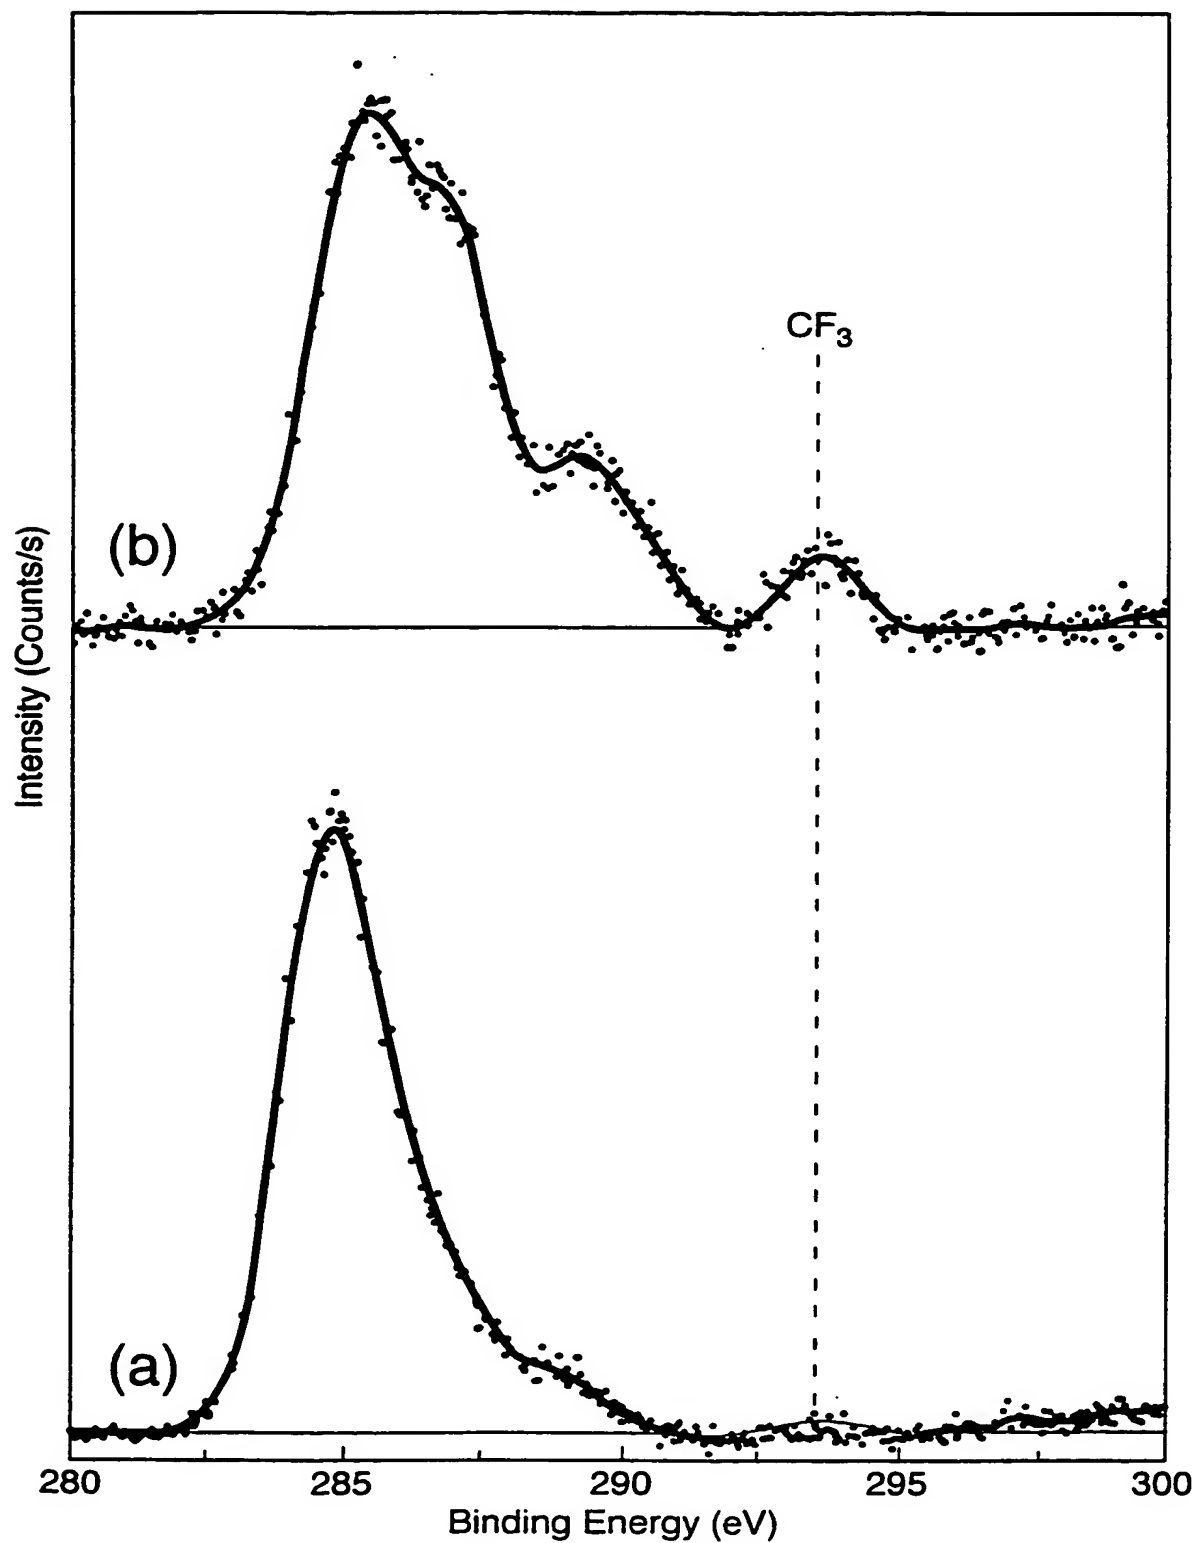 CF₃
(b)
Intensity (Counts/s)
(a)
280 285 290 295 300
Binding Energy (eV)